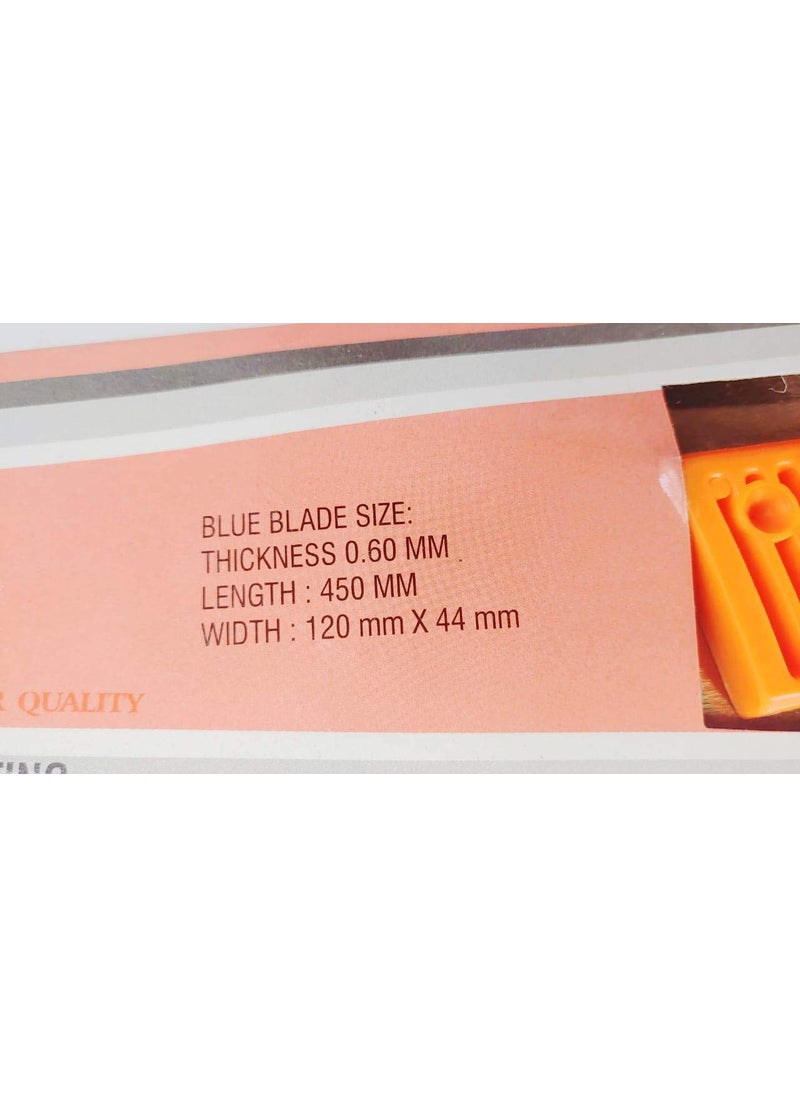 BLUE BLADE SIZE:
THICKNESS 0.60 MM
LENGTH : 450 MM
WIDTH : 120 mm X 44 mm
QUALITY